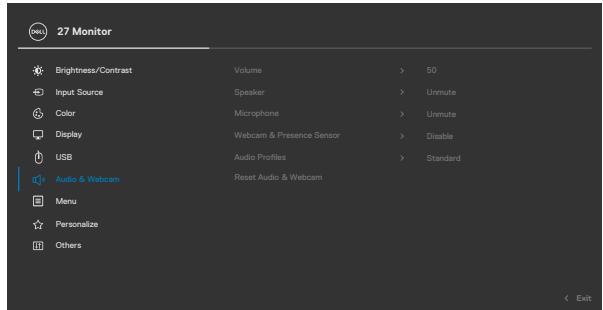 DELL 27 Monitor
Brightness/Contrast Volume > 50
Input Source Speaker > Unmute
Color Microphone > Unmute
Display Webcam & Presence Sensor > Disable
USB Audio Profiles > Standard
Audio & Webcam Reset Audio & Webcam
Menu
Personalize
Others
< Exit